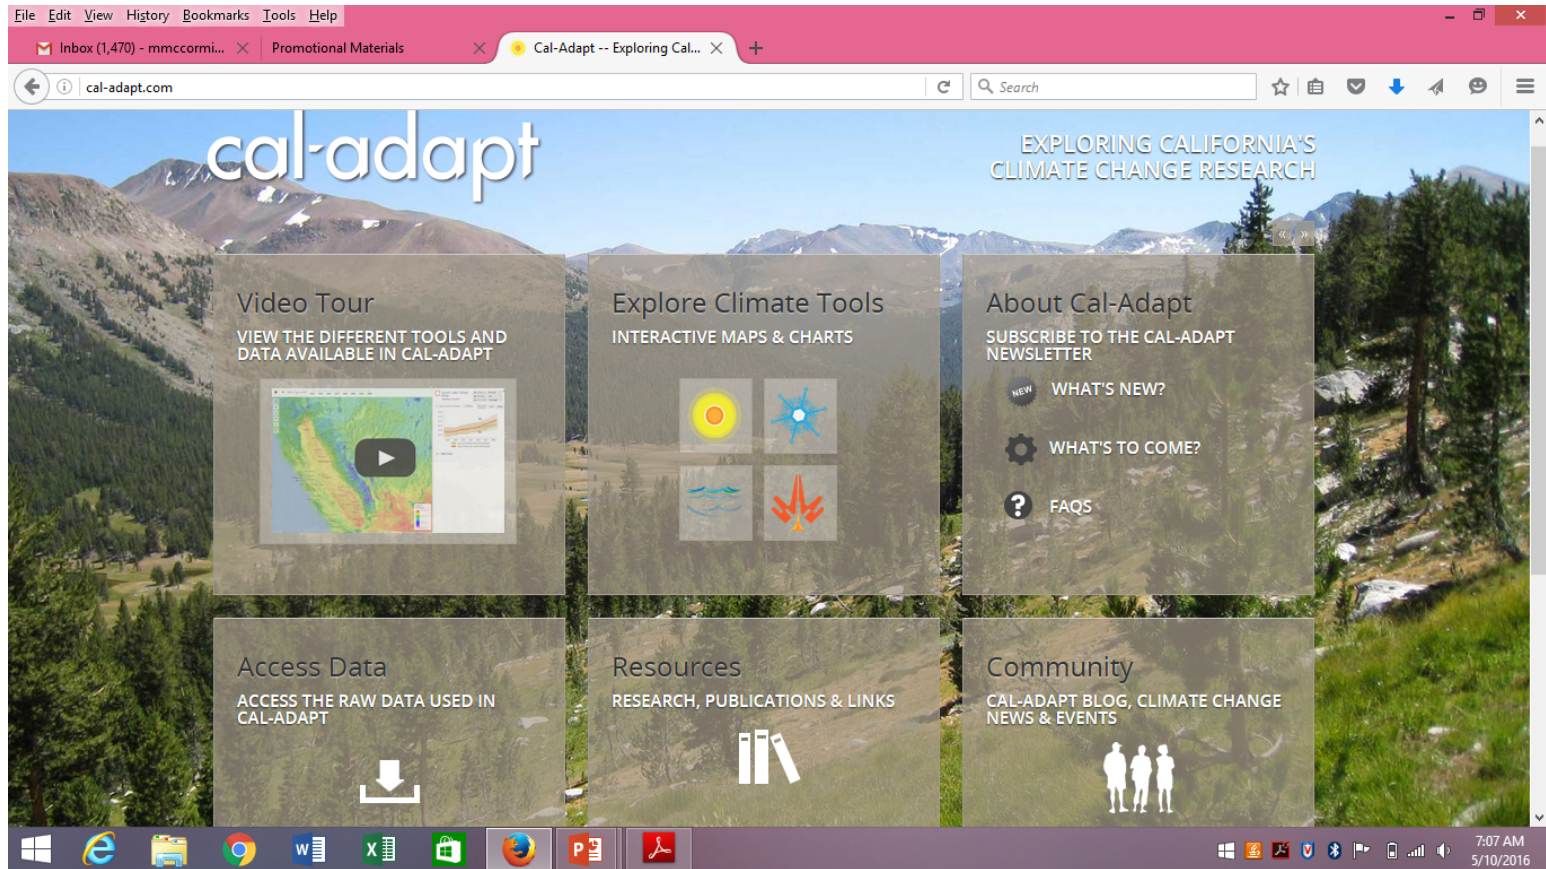 File Edit View History Bookmarks Tools Help
Inbox (1,470) - mmccormi...
Promotional Materials
Cal-Adapt -- Exploring Cal...
cal-adapt.com
Search
cal-adapt
EXPLORING CALIFORNIA'S
CLIMATE CHANGE RESEARCH
« »
Video Tour
VIEW THE DIFFERENT TOOLS AND
DATA AVAILABLE IN CAL-ADAPT
Explore Climate Tools
INTERACTIVE MAPS & CHARTS
About Cal-Adapt
SUBSCRIBE TO THE CAL-ADAPT
NEWSLETTER
NEW WHAT'S NEW?
WHAT'S TO COME?
? FAQS
Access Data
ACCESS THE RAW DATA USED IN
CAL-ADAPT
Resources
RESEARCH, PUBLICATIONS & LINKS
Community
CAL-ADAPT BLOG, CLIMATE CHANGE
NEWS & EVENTS
7:07 AM
5/10/2016